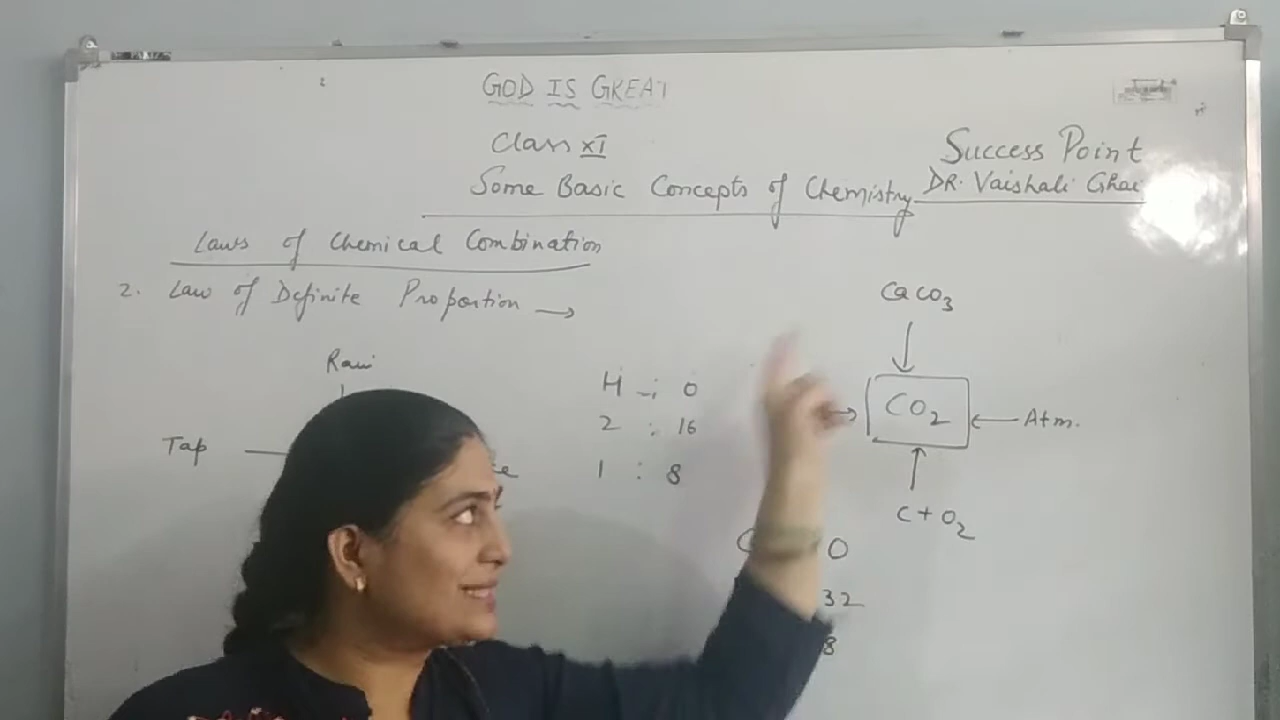 GOD IS GREAT
Class XI
Success Point
Some Basic Concepts of Chemistry
DR. Vaishali Ghai
Laws of Chemical Combination
2. Law of Definite Proportion →
CaCO3
Rain
H : O
CO2
2 : 16
← Atm.
Tap
1 : 8
C + O2
O
32
8